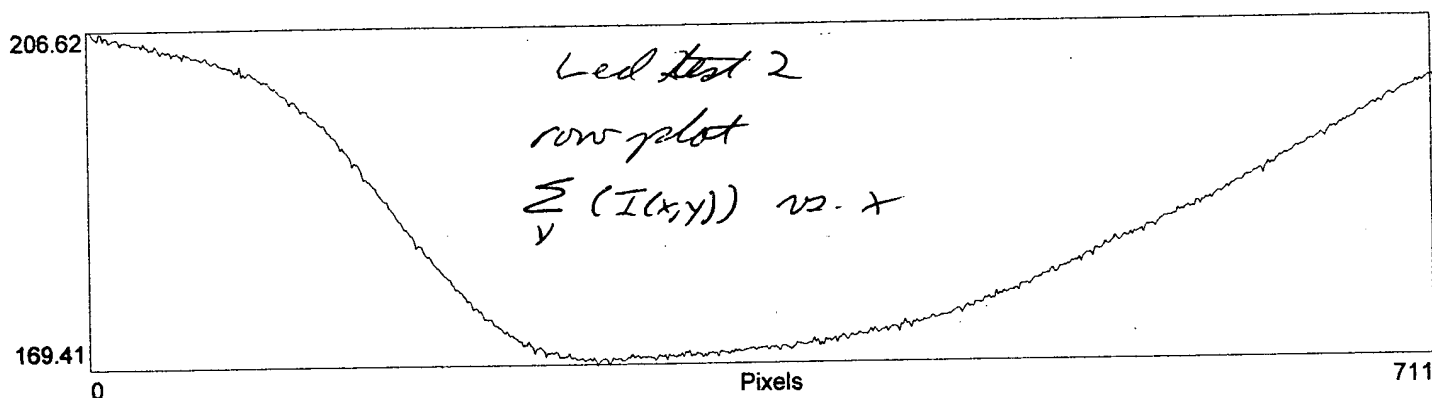 206.62
Led test 2
row plot
Σ (I(x,y)) vs. x
y
169.41
0
Pixels
711